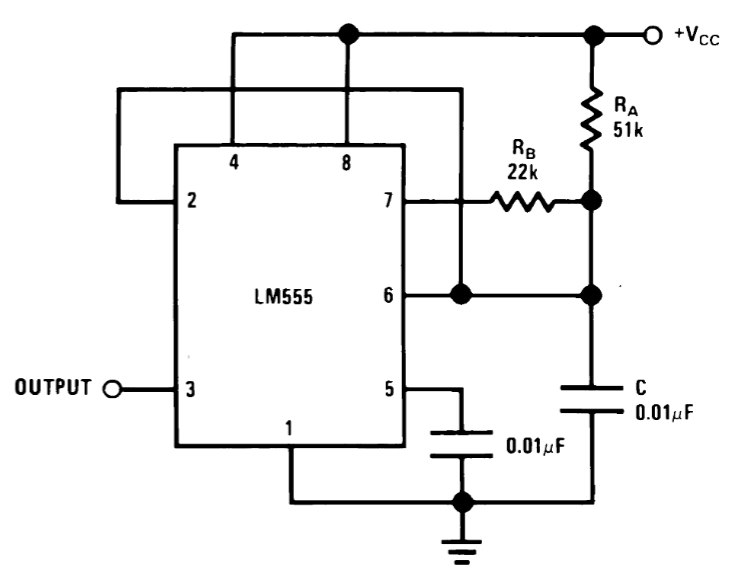 +VCC
RA
51k
RB
22k
4
8
2
7
LM555
6
OUTPUT
3
5
C
0.01μF
1
0.01μF